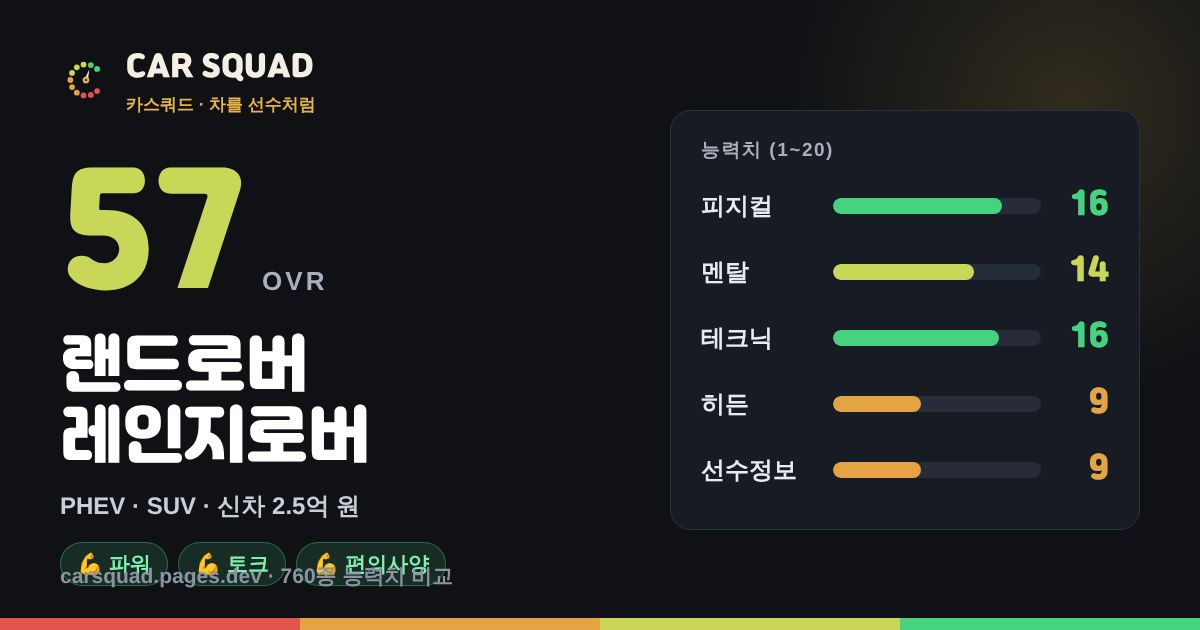 CAR SQUAD
카스쿼드 · 차를 선수처럼
57 OVR
랜드로버
레인지로버
PHEV · SUV · 신차 2.5억 원
💪 파워 💪 토크 💪 편의사양
carsquad.pages.dev · 760종 능력치 비교
능력치 (1~20)
피지컬 16
멘탈 14
테크닉 16
히든 9
선수정보 9